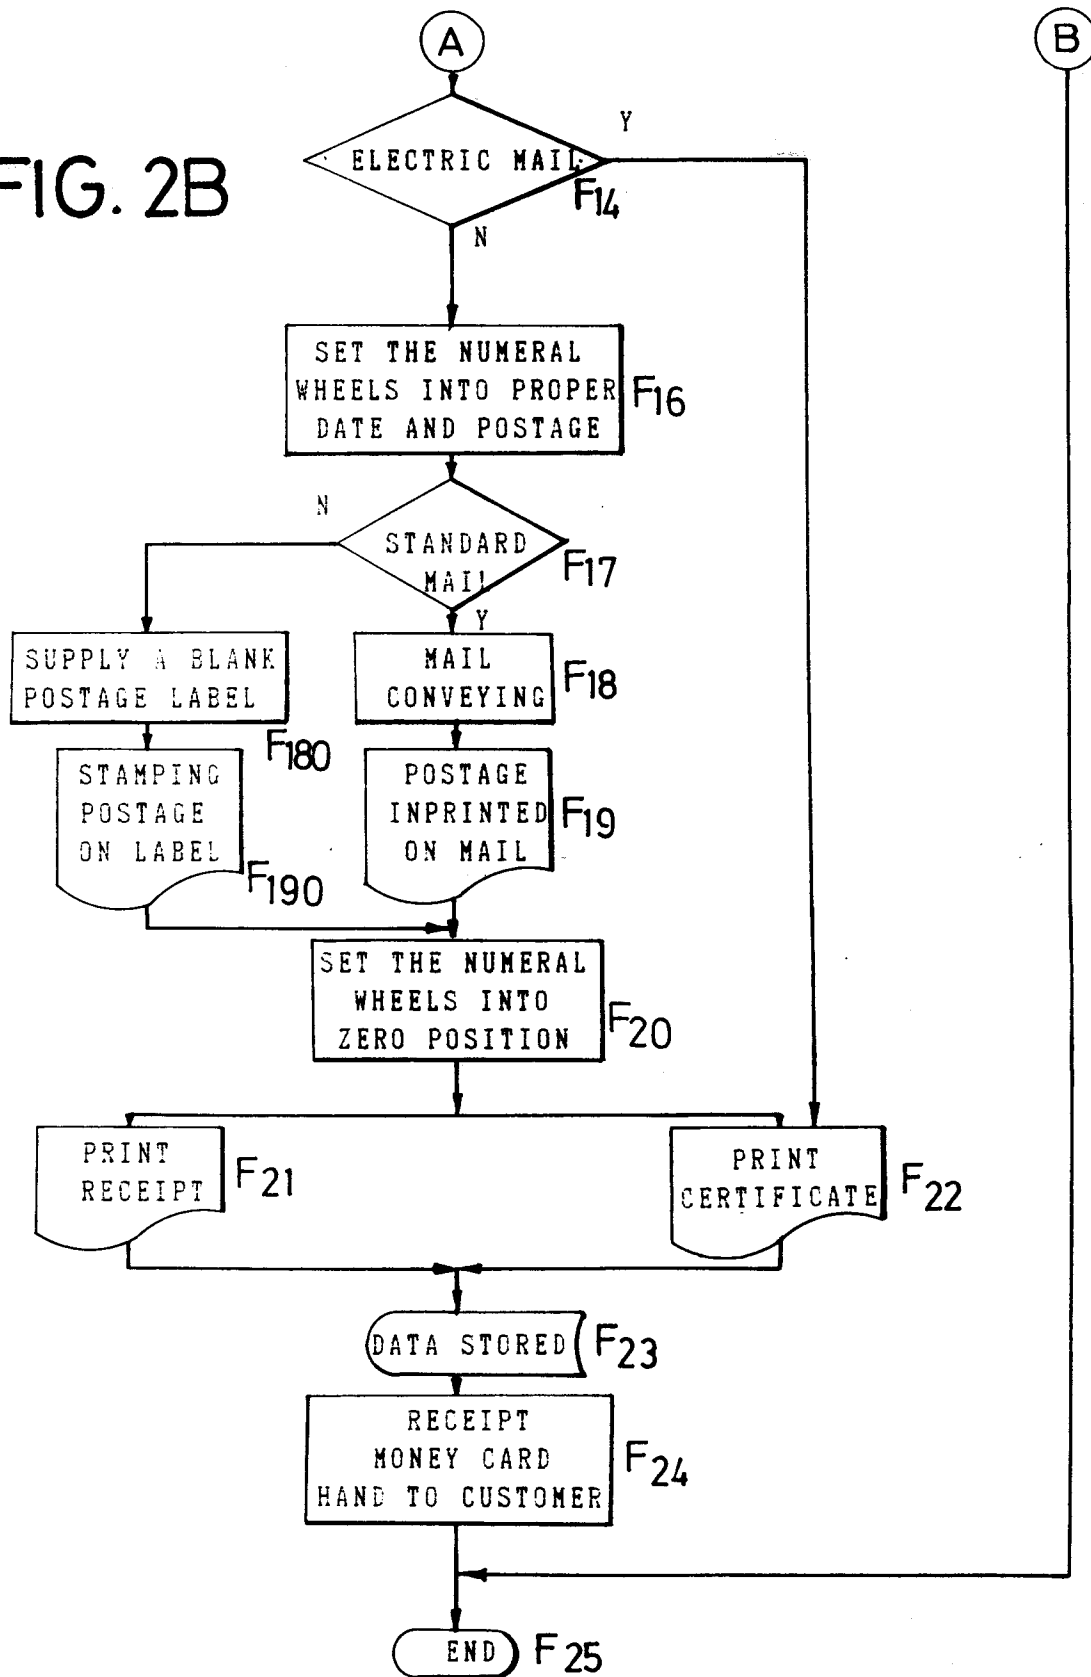 A
B
FIG. 2B
ELECTRIC MAIL
Y
F14
N
SET THE NUMERAL
WHEELS INTO PROPER
DATE AND POSTAGE
F16
N
STANDARD
MAIL
F17
Y
SUPPLY A BLANK
POSTAGE LABEL
F180
MAIL
CONVEYING
F18
STAMPING
POSTAGE
ON LABEL
F190
POSTAGE
INPRINTED
ON MAIL
F19
SET THE NUMERAL
WHEELS INTO
ZERO POSITION
F20
PRINT
RECEIPT
F21
PRINT
CERTIFICATE
F22
DATA STORED
F23
RECEIPT
MONEY CARD
HAND TO CUSTOMER
F24
END
F25